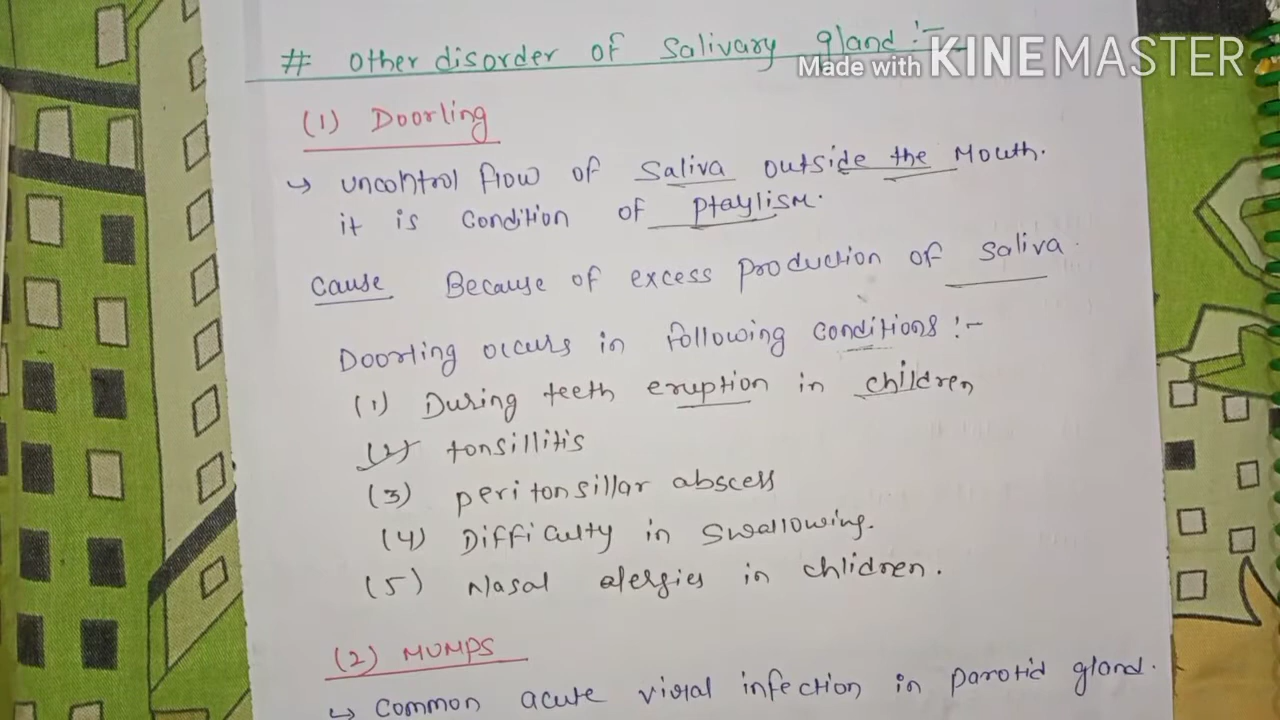 # other disorder of salivary gland :-
Made with KINEMASTER
(1) Doorling
→ uncontrol flow of saliva outside the Mouth.
it is condition of Ptaylism.
Cause Because of excess production of saliva
Doorling occurs in following conditions :-
(1) During teeth eruption in children
(2) tonsillitis
(3) peritonsillar abscess
(4) Difficulty in swallowing.
(5) Nasal alergies in chlidren.
(2) MUMPS
↳ common acute viral infection in parotid gland.